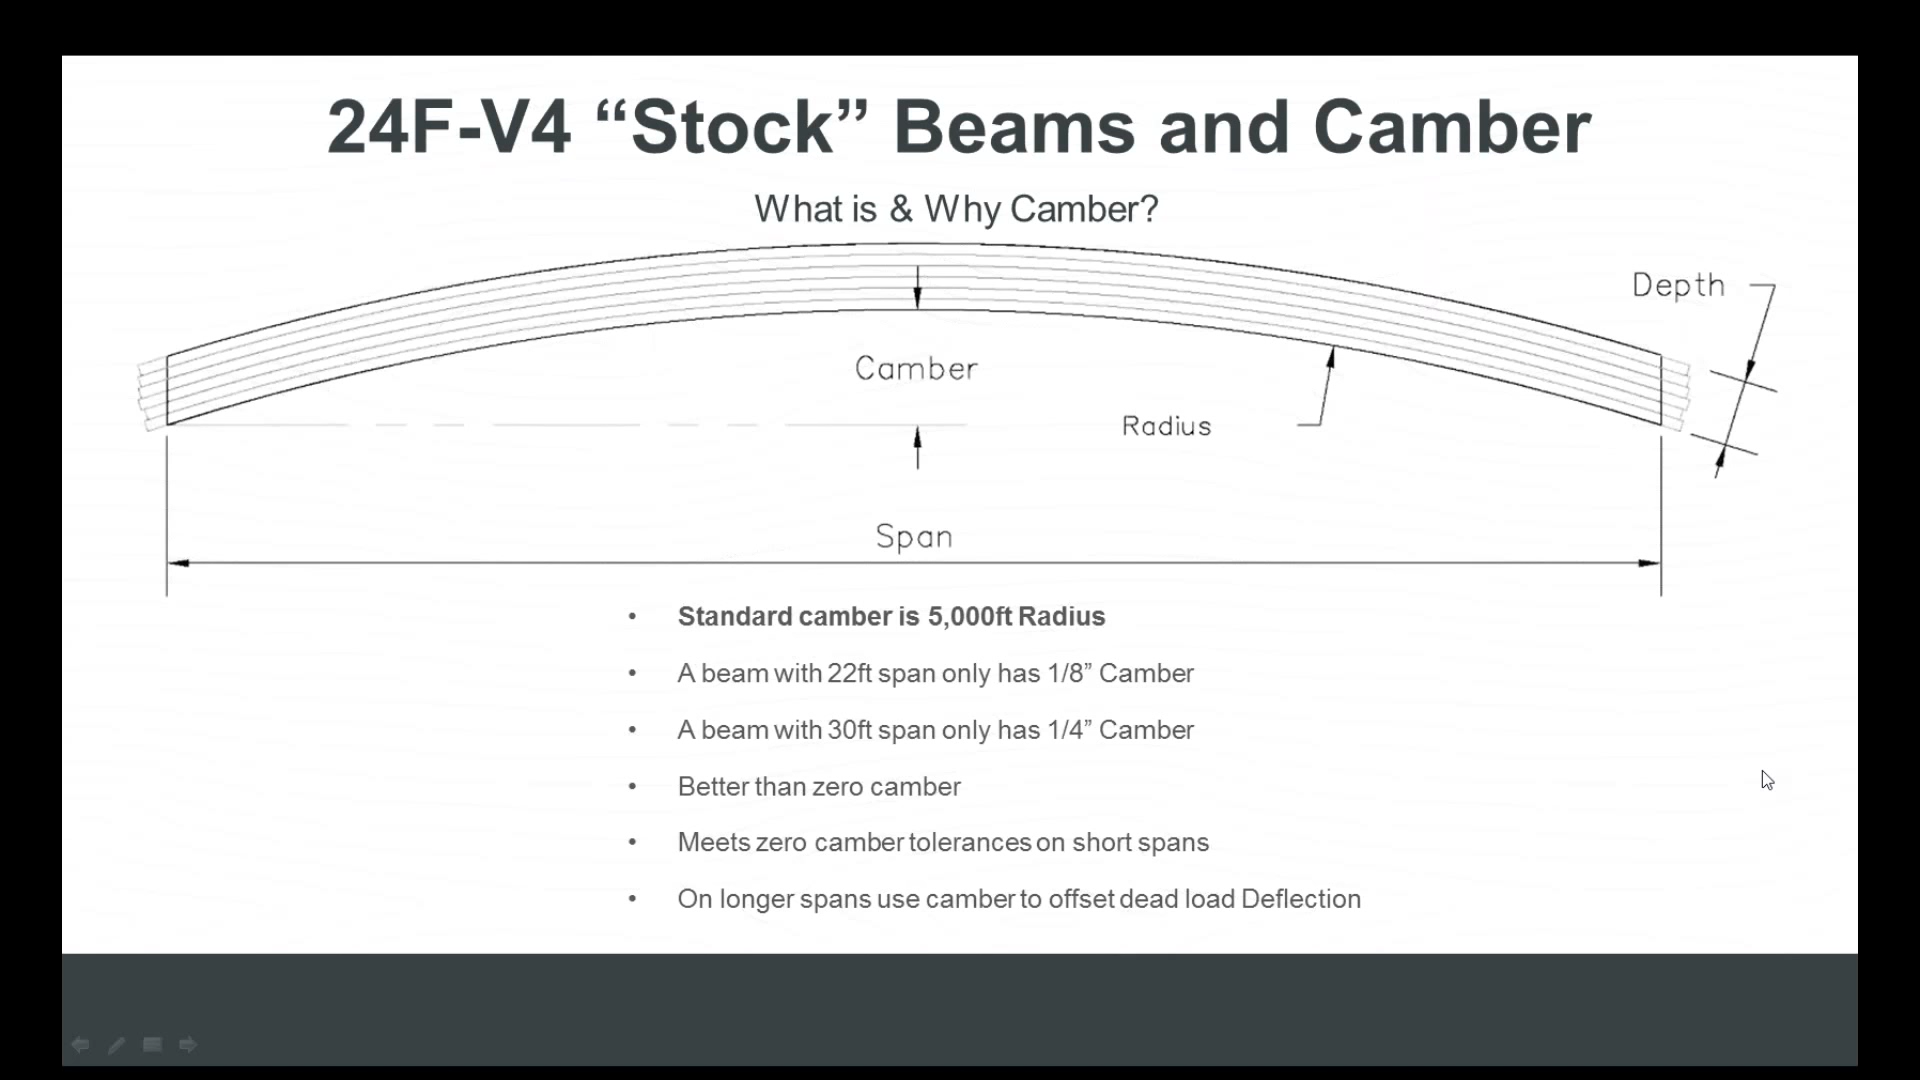 24F-V4 “Stock” Beams and Camber
What is & Why Camber?
Depth
Camber
Radius
Span
• Standard camber is 5,000ft Radius
• A beam with 22ft span only has 1/8” Camber
• A beam with 30ft span only has 1/4” Camber
• Better than zero camber
• Meets zero camber tolerances on short spans
• On longer spans use camber to offset dead load Deflection